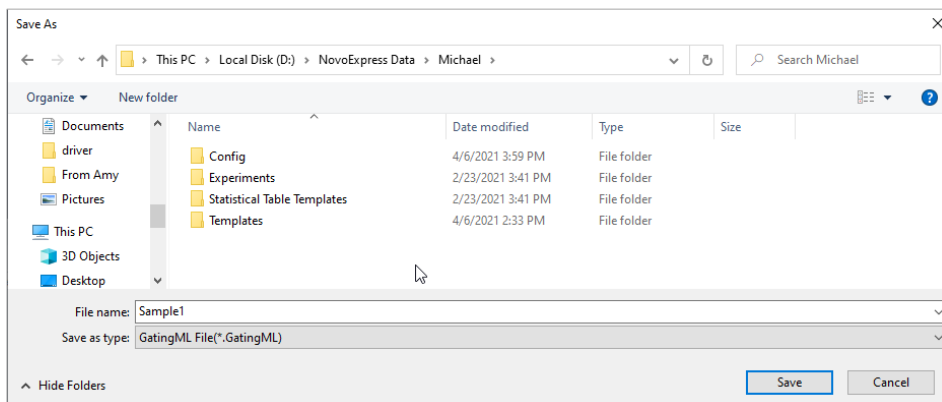 Save As
This PC > Local Disk (D:) > NovoExpress Data > Michael >
Search Michael
Organize
New folder
Documents
driver
From Amy
Pictures
This PC
3D Objects
Desktop
Name Date modified Type Size
Config 4/6/2021 3:59 PM File folder
Experiments 2/23/2021 3:41 PM File folder
Statistical Table Templates 2/23/2021 3:41 PM File folder
Templates 4/6/2021 2:33 PM File folder
File name: Sample1
Save as type: GatingML File(*.GatingML)
Hide Folders
Save
Cancel